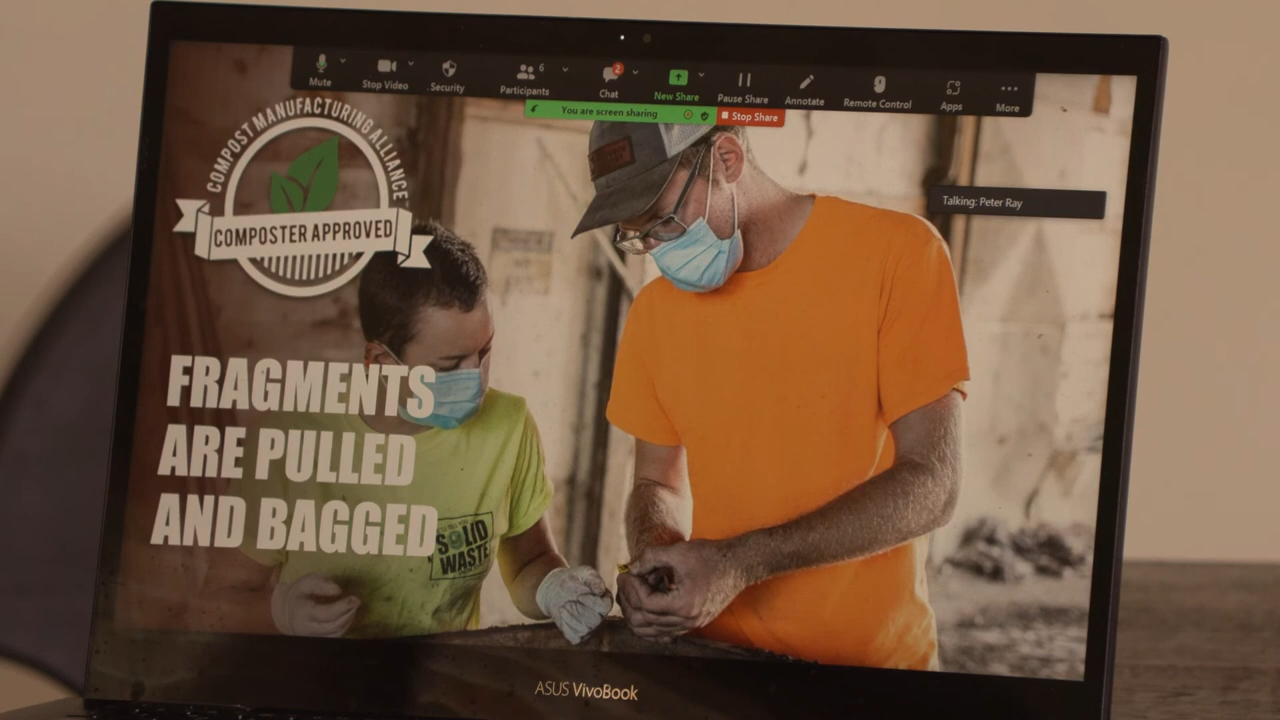 Mute
Stop Video
Security
Participants
6
Chat
2
New Share
Pause Share
Annotate
Remote Control
Apps
More
You are screen sharing
Stop Share
Talking: Peter Ray
COMPOST MANUFACTURING ALLIANCE
COMPOSTER APPROVED
FRAGMENTS
ARE PULLED
AND BAGGED
SOLID
WASTE
ASUS VivoBook